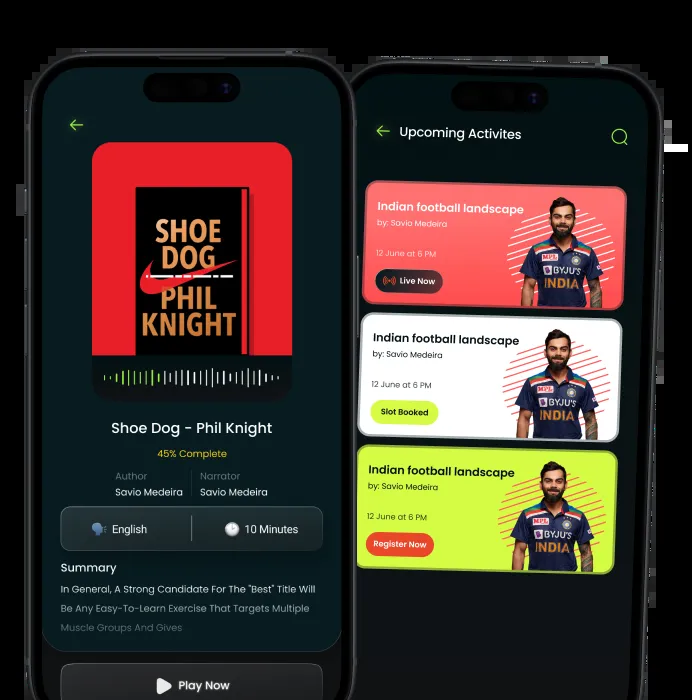 SHOE
DOG
PHIL
KNIGHT
Shoe Dog - Phil Knight
45% Complete
Author
Narrator
Savio Medeira
Savio Medeira
English
10 Minutes
Summary
In General, A Strong Candidate For The "Best" Title Will
Be Any Easy-To-Learn Exercise That Targets Multiple
Muscle Groups And Gives
Play Now
Upcoming Activites
Indian football landscape
by: Savio Medeira
12 June at 6 PM
Live Now
MPL
BYJU'S
INDIA
Indian football landscape
by: Savio Medeira
12 June at 6 PM
Slot Booked
MPL
BYJU'S
INDIA
Indian football landscape
by: Savio Medeira
12 June at 6 PM
Register Now
MPL
BYJU'S
INDIA